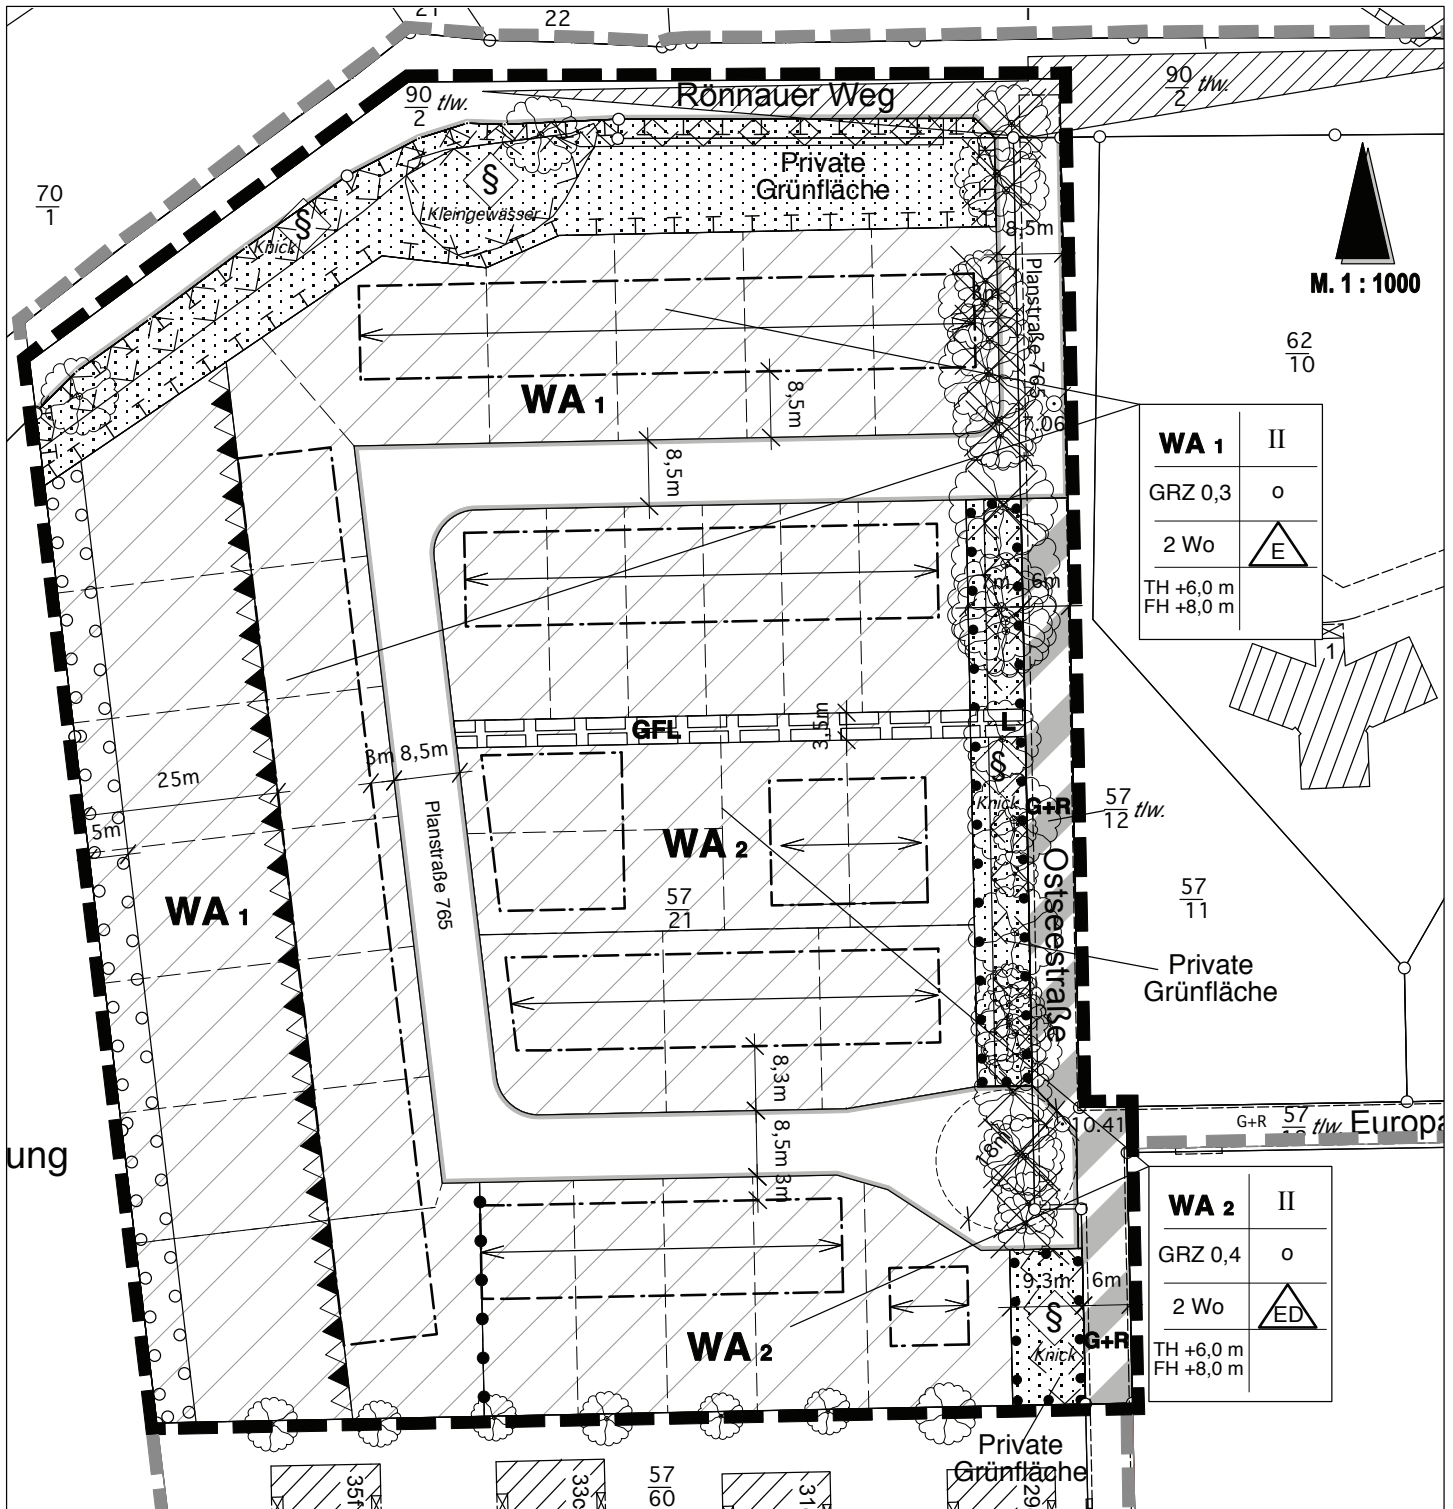 22
90
2 t/w.
Rönnauer Weg
90
2 t/w.
70
1
§
Knick
§
Kleingewässer
Private
Grünfläche
8,5m
Planstraße 765
7.06
M. 1 : 1000
62
10
WA 1
8,5m
8,5m
WA 1 II
GRZ 0,3 o
2 Wo E
TH +6,0 m
FH +8,0 m
1
7m 6m
GFL
3,5m
L
§
Knick
G+R
57
12 t/w.
3m 8,5m
25m
5m
Planstraße 765
WA 2
57
21
WA 1
Ostseestraße
57
11
Private
Grünfläche
8,3m
8,5m
3m
18m
10.41
G+R 57 t/w. Europa
ung
WA 2 II
GRZ 0,4 o
2 Wo ED
TH +6,0 m
FH +8,0 m
9,3m 6m
§
Knick
G+R
WA 2
Private
Grünfläche
57
60
35f
33c
31
29